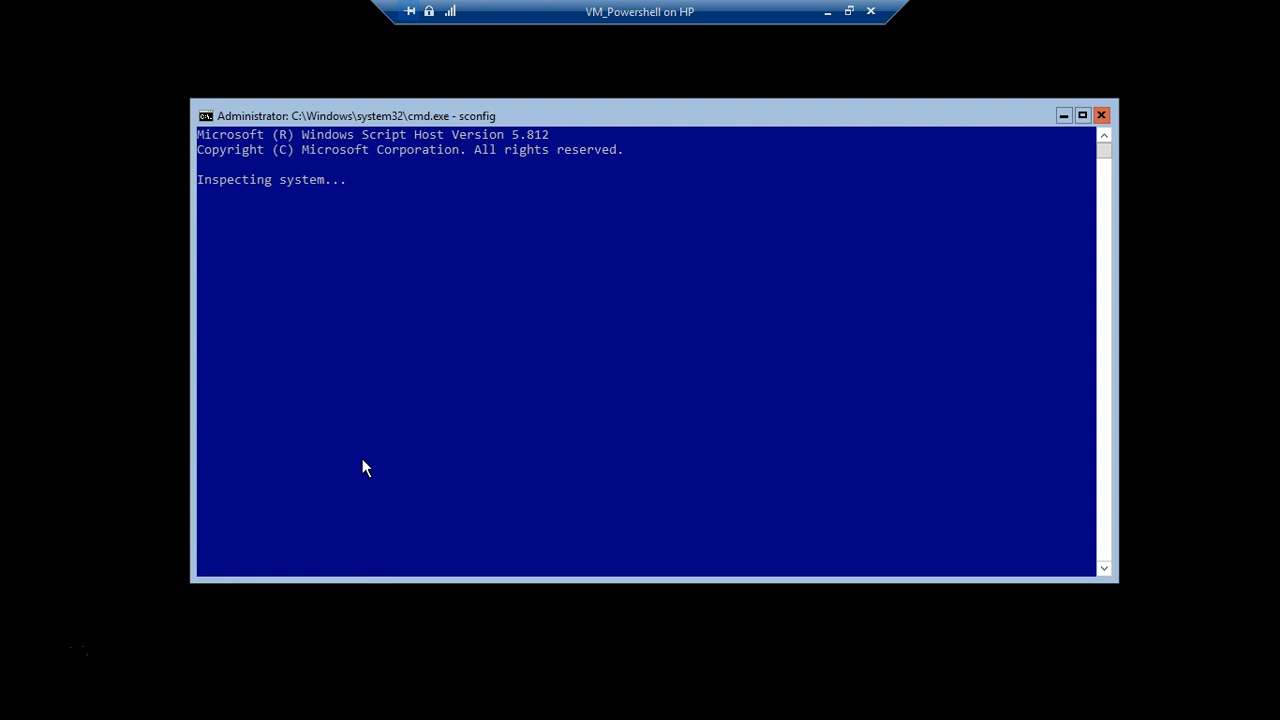 VM_Powershell on HP
Administrator: C:\Windows\system32\cmd.exe - sconfig
Microsoft (R) Windows Script Host Version 5.812
Copyright (C) Microsoft Corporation. All rights reserved.
Inspecting system...